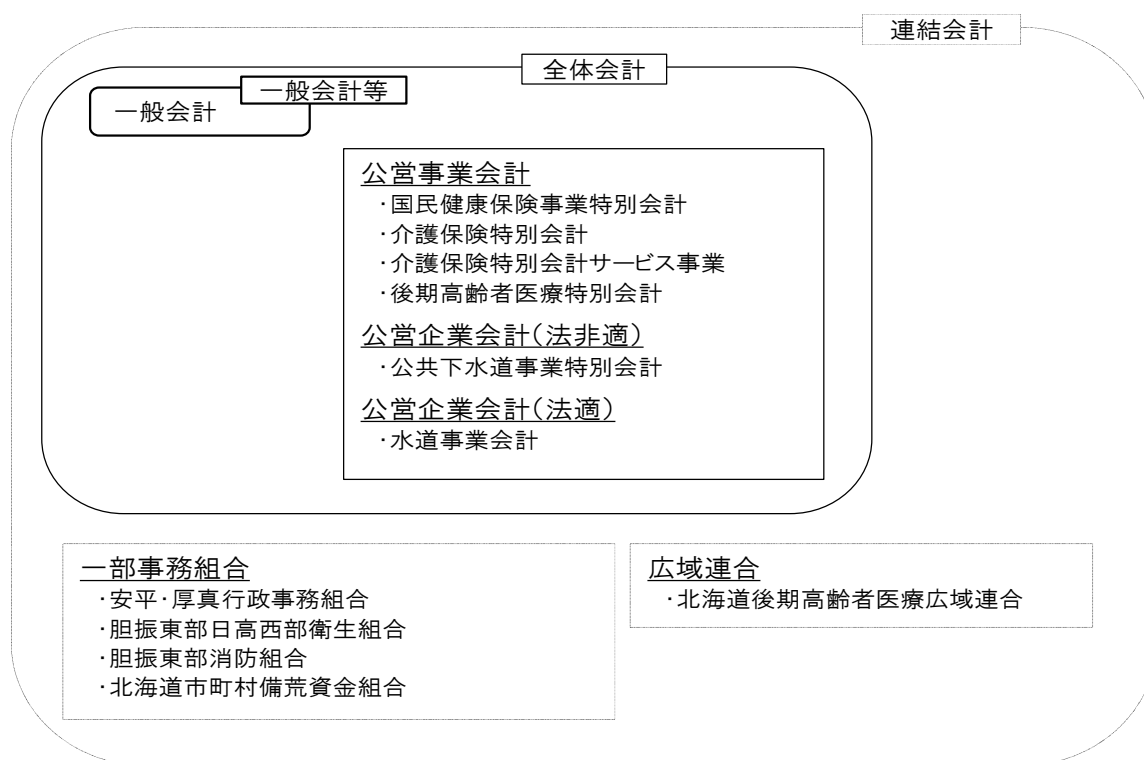 連結会計
全体会計
一般会計等
一般会計
公営事業会計
・国民健康保険事業特別会計
・介護保険特別会計
・介護保険特別会計サービス事業
・後期高齢者医療特別会計
公営企業会計(法非適)
・公共下水道事業特別会計
公営企業会計(法適)
・水道事業会計
一部事務組合
・安平・厚真行政事務組合
・胆振東部日高西部衛生組合
・胆振東部消防組合
・北海道市町村備荒資金組合
広域連合
・北海道後期高齢者医療広域連合